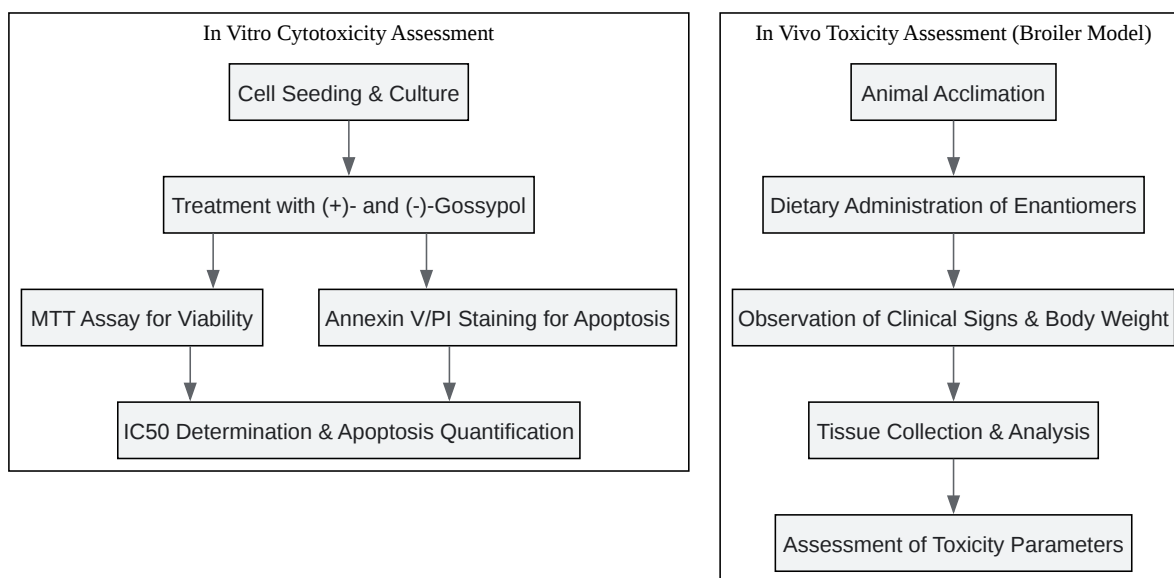 In Vitro Cytotoxicity Assessment
Cell Seeding & Culture
Treatment with (+)- and (-)-Gossypol
MTT Assay for Viability
Annexin V/PI Staining for Apoptosis
IC50 Determination & Apoptosis Quantification
In Vivo Toxicity Assessment (Broiler Model)
Animal Acclimation
Dietary Administration of Enantiomers
Observation of Clinical Signs & Body Weight
Tissue Collection & Analysis
Assessment of Toxicity Parameters